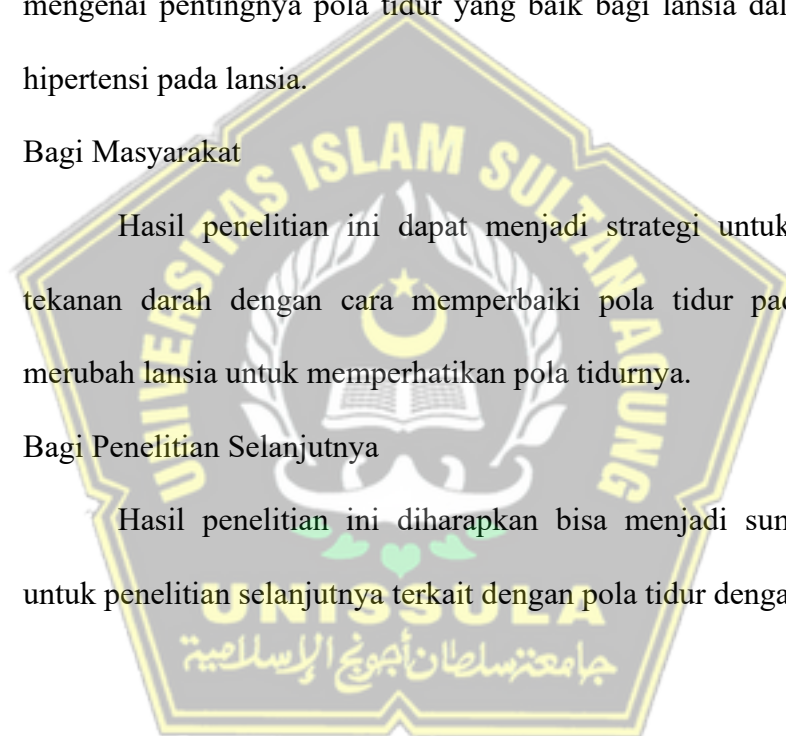 mengenai pentingnya pola tidur yang baik bagi lansia dal
hipertensi pada lansia.
Bagi Masyarakat
Hasil penelitian ini dapat menjadi strategi untuk
tekanan darah dengan cara memperbaiki pola tidur pad
merubah lansia untuk memperhatikan pola tidurnya.
Bagi Penelitian Selanjutnya
Hasil penelitian ini diharapkan bisa menjadi sum
untuk penelitian selanjutnya terkait dengan pola tidur denga
UNIVERSITAS ISLAM SULTAN AGUNG
UNISSULA
جامعة سلطان أجونج الإسلامية